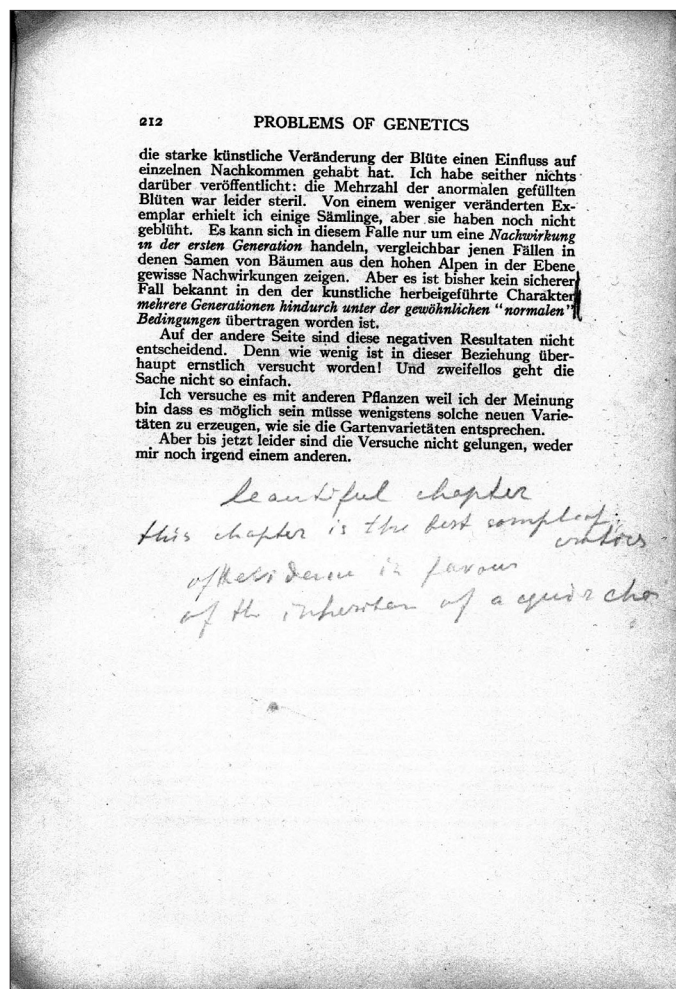 212 PROBLEMS OF GENETICS
die starke künstliche Veränderung der Blüte einen Einfluss auf
einzelnen Nachkommen gehabt hat. Ich habe seither nichts
darüber veröffentlicht: die Mehrzahl der anormalen gefüllten
Blüten war leider steril. Von einem weniger veränderten Ex-
emplar erhielt ich einige Sämlinge, aber sie haben noch nicht
geblüht. Es kann sich in diesem Falle nur um eine Nachwirkung
in der ersten Generation handeln, vergleichbar jenen Fällen in
denen Samen von Bäumen aus den hohen Alpen in der Ebene
gewisse Nachwirkungen zeigen. Aber es ist bisher kein sicherer
Fall bekannt in den der kunstliche herbeigeführte Charakter
mehrere Generationen hindurch unter der gewöhnlichen "normalen"
Bedingungen übertragen worden ist.
Auf der andere Seite sind diese negativen Resultaten nicht
entscheidend. Denn wie wenig ist in dieser Beziehung über-
haupt ernstlich versucht worden! Und zweifellos geht die
Sache nicht so einfach.
Ich versuche es mit anderen Pflanzen weil ich der Meinung
bin dass es möglich sein müsse wenigstens solche neuen Varie-
täten zu erzeugen, wie sie die Gartenvarietäten entsprechen.
Aber bis jetzt leider sind die Versuche nicht gelungen, weder
mir noch irgend einem anderen.
beautiful chapter
this chapter is the best
in favour
of the of